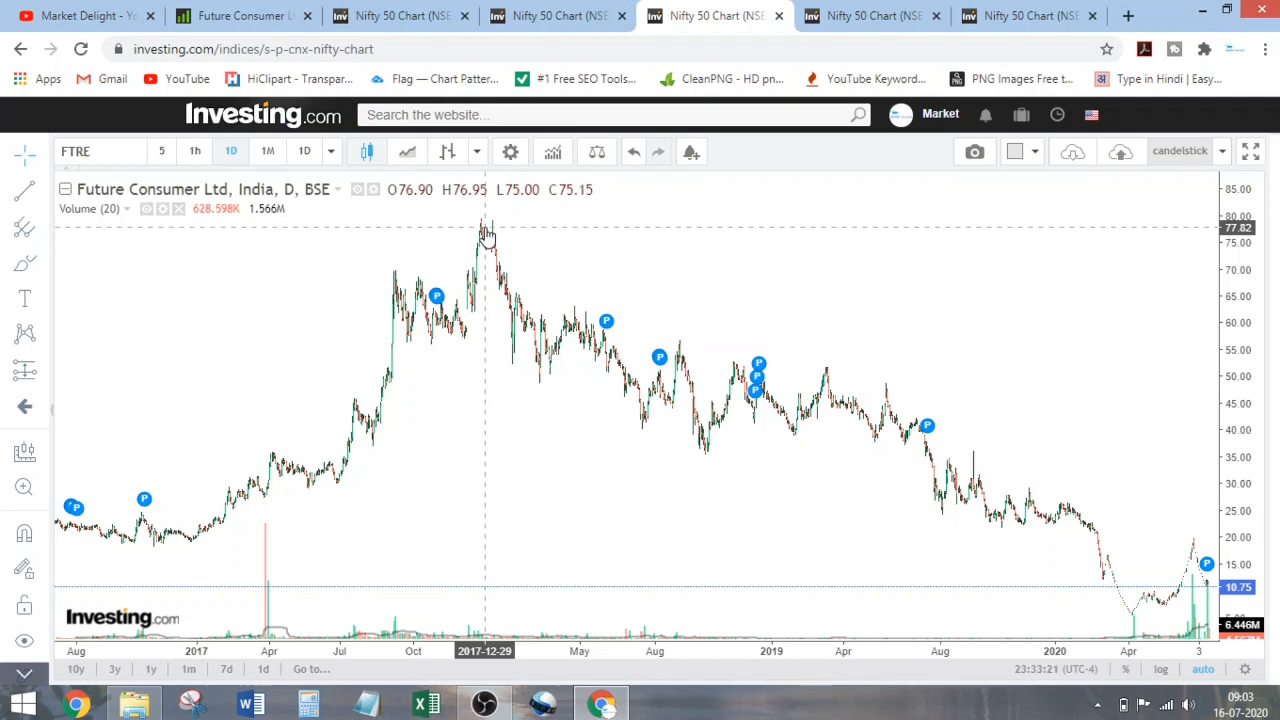 Market Delight - Yo
Future Consumer Lt
Nifty 50 Chart (NSE
Nifty 50 Chart (NSE
Nifty 50 Chart (NSE
Nifty 50 Chart (NSE
Nifty 50 Chart (NSE
investing.com/indices/s-p-cnx-nifty-chart
Apps
Gmail
YouTube
HiClipart - Transpar...
Flag — Chart Patter...
#1 Free SEO Tools...
CleanPNG - HD pn...
YouTube Keyword...
PNG Images Free t...
Type in Hindi | Easy...
Investing.com
Search the website...
Market
FTRE
5
1h
1D
1M
1D
candelstick
Future Consumer Ltd, India, D, BSE
O76.90 H76.95 L75.00 C75.15
Volume (20)
628.598K 1.566M
85.00
80.00
77.82
75.00
70.00
65.00
60.00
55.00
50.00
45.00
40.00
35.00
30.00
25.00
20.00
15.00
10.75
6.446M
P
P
P
P
P
P
P
P
P
P
Investing.com
Aug
2017
Apr
Jul
Oct
2017-12-29
May
Aug
2019
Apr
Aug
2020
Apr
3
10y
3y
1y
1m
7d
1d
Go to...
23:33:21 (UTC-4)
%
log
auto
09:03
16-07-2020